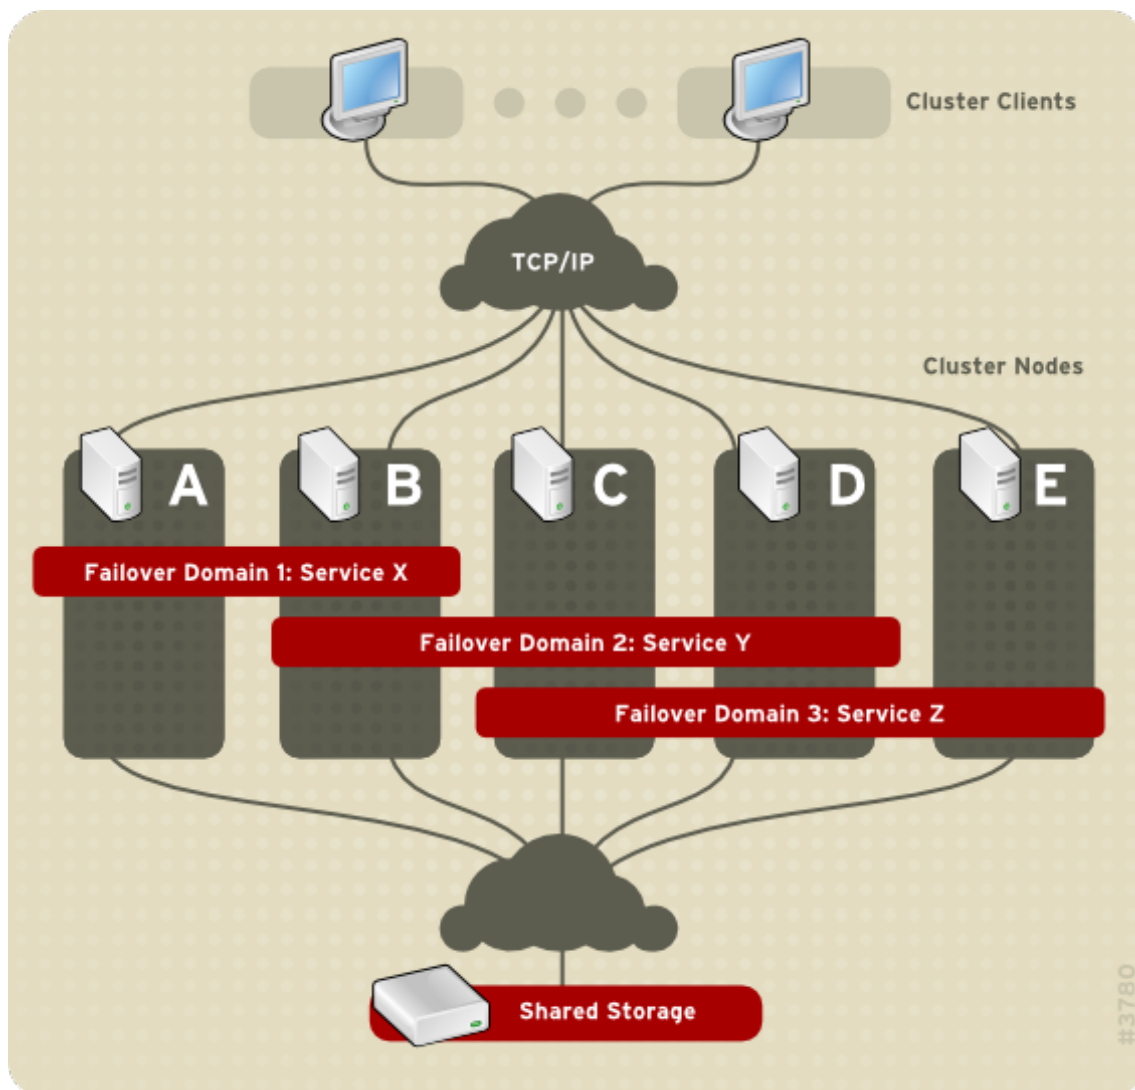 Cluster Clients
TCP/IP
Cluster Nodes
A
B
C
D
E
Failover Domain 1: Service X
Failover Domain 2: Service Y
Failover Domain 3: Service Z
Shared Storage
#3780